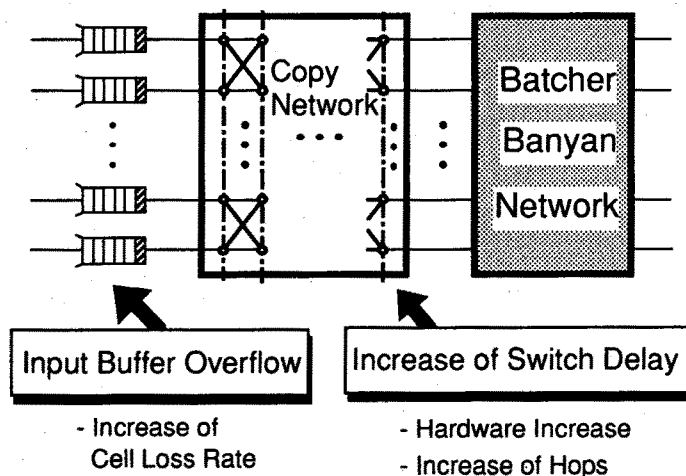 Copy
Network
Batcher
Banyan
Network
Input Buffer Overflow
Increase of Switch Delay
- Increase of
Cell Loss Rate
- Hardware Increase
- Increase of Hops